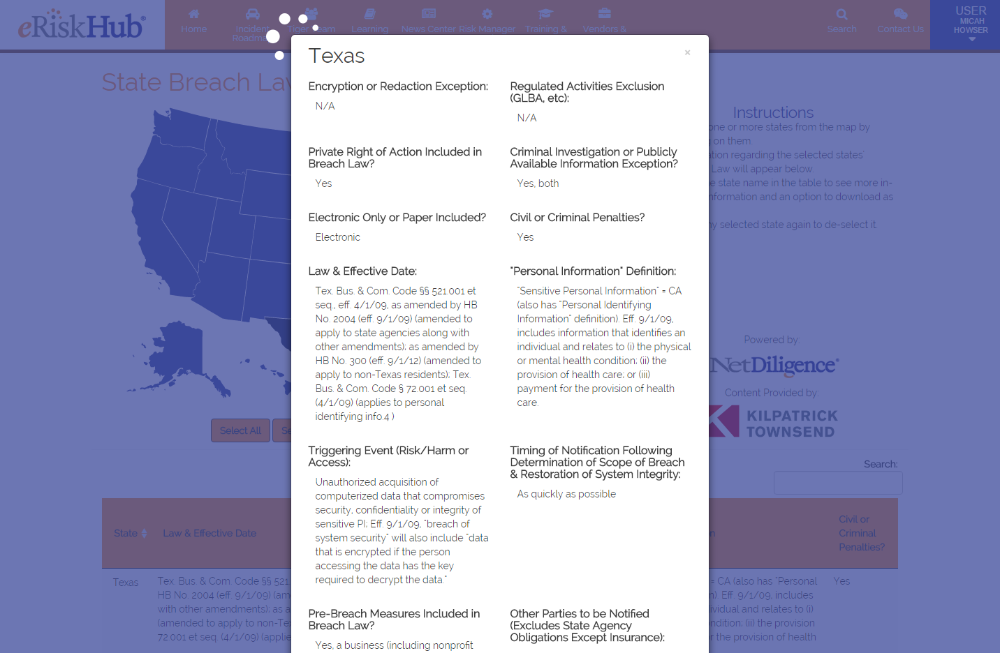 eRiskHub®
Home
Incident
Roadma
Tiger Team
Learning
News Center
Risk Manager
Training &
Vendors &
Search
Contact Us
USER
MICAH
HOWSER
State Breach Law
Texas
×
Encryption or Redaction Exception:
N/A
Regulated Activities Exclusion
(GLBA, etc):
N/A
Private Right of Action Included in
Breach Law?
Yes
Criminal Investigation or Publicly
Available Information Exception?
Yes, both
Electronic Only or Paper Included?
Electronic
Civil or Criminal Penalties?
Yes
Law & Effective Date:
Tex. Bus. & Com. Code §§ 521.001 et
seq., eff. 4/1/09, as amended by HB
No. 2004 (eff. 9/1/09) (amended to
apply to state agencies along with
other amendments); as amended by
HB No. 300 (eff. 9/1/12) (amended to
apply to non-Texas residents); Tex.
Bus. & Com. Code § 72.001 et seq.
(4/1/09) (applies to personal
identifying info.4 )
"Personal Information" Definition:
"Sensitive Personal Information" = CA
(also has "Personal Identifying
Information" definition). Eff. 9/1/09,
includes information that identifies an
individual and relates to (i) the physical
or mental health condition; (ii) the
provision of health care; or (iii)
payment for the provision of health
care.
Triggering Event (Risk/Harm or
Access):
Unauthorized acquisition of
computerized data that compromises
security, confidentiality or integrity of
sensitive PI; Eff. 9/1/09, "breach of
system security" will also include "data
that is encrypted if the person
accessing the data has the key
required to decrypt the data."
Timing of Notification Following
Determination of Scope of Breach
& Restoration of System Integrity:
As quickly as possible
Pre-Breach Measures Included in
Breach Law?
Yes, a business (including nonprofit
Other Parties to be Notified
(Excludes State Agency
Obligations Except Insurance):
Instructions
one or more states from the map by
on them.
ation regarding the selected states'
Law will appear below.
e state name in the table to see more in-
nformation and an option to download as
ny selected state again to de-select it.
Powered by:
NetDiligence®
Content Provided by:
KILPATRICK
TOWNSEND
Select All
Se
Search:
State
Law & Effective Date
n
Civil or
Criminal
Penalties?
Texas
Tex. Bus. & Com. Code §§ 521.
HB No. 2004 (eff. 9/1/09) (am
with other amendments); as a
(amended to apply to non-Te
72.001 et seq. (4/1/09) (applie
= CA (also has "Personal
n). Eff. 9/1/09, includes
dividual and relates to (i)
ondition; (ii) the provision
or the provision of health
Yes